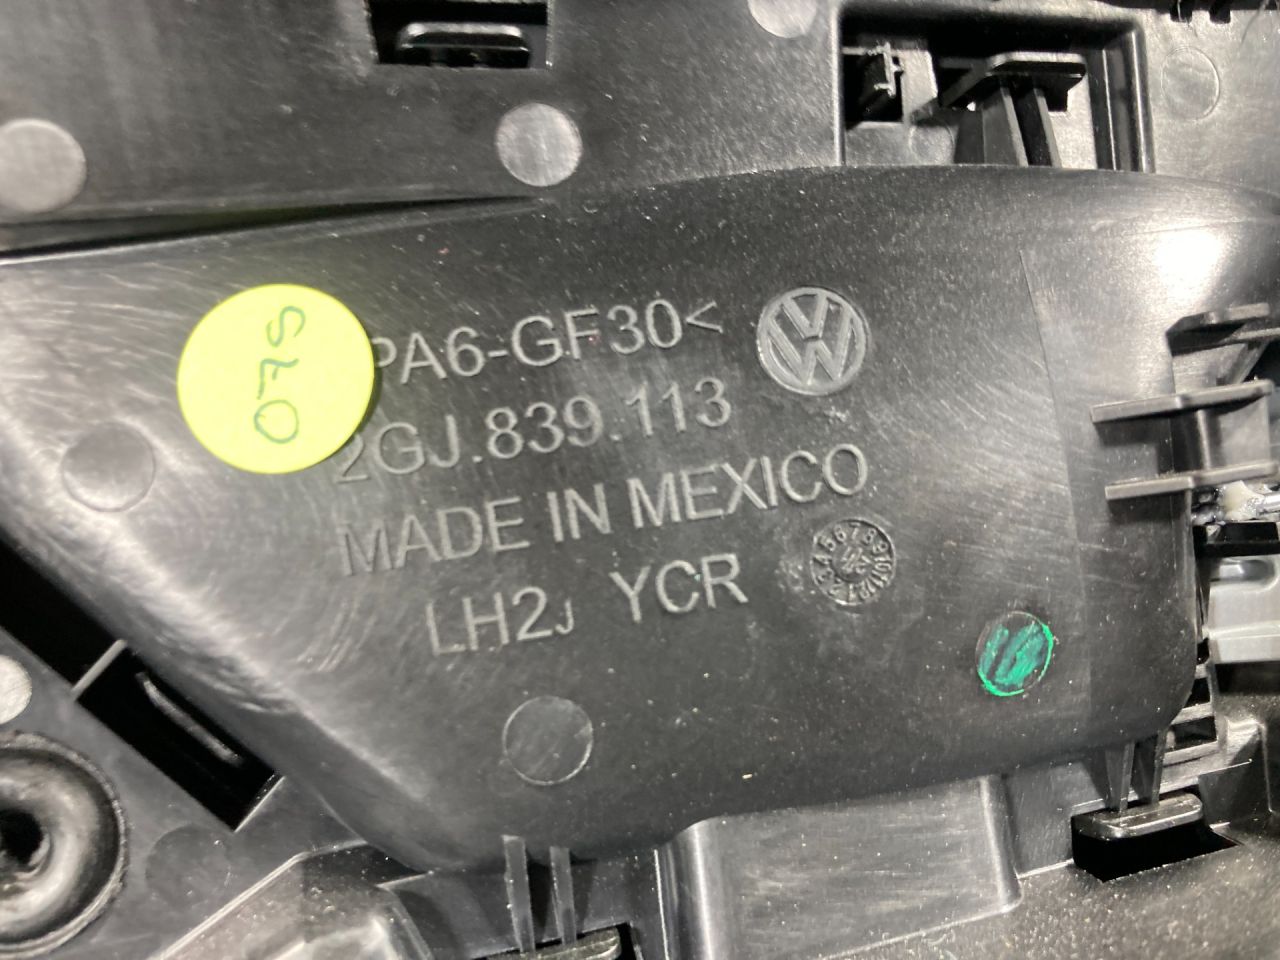 075
PA6-GF30<
2GJ.839.113
MADE IN MEXICO
LH2J YCR